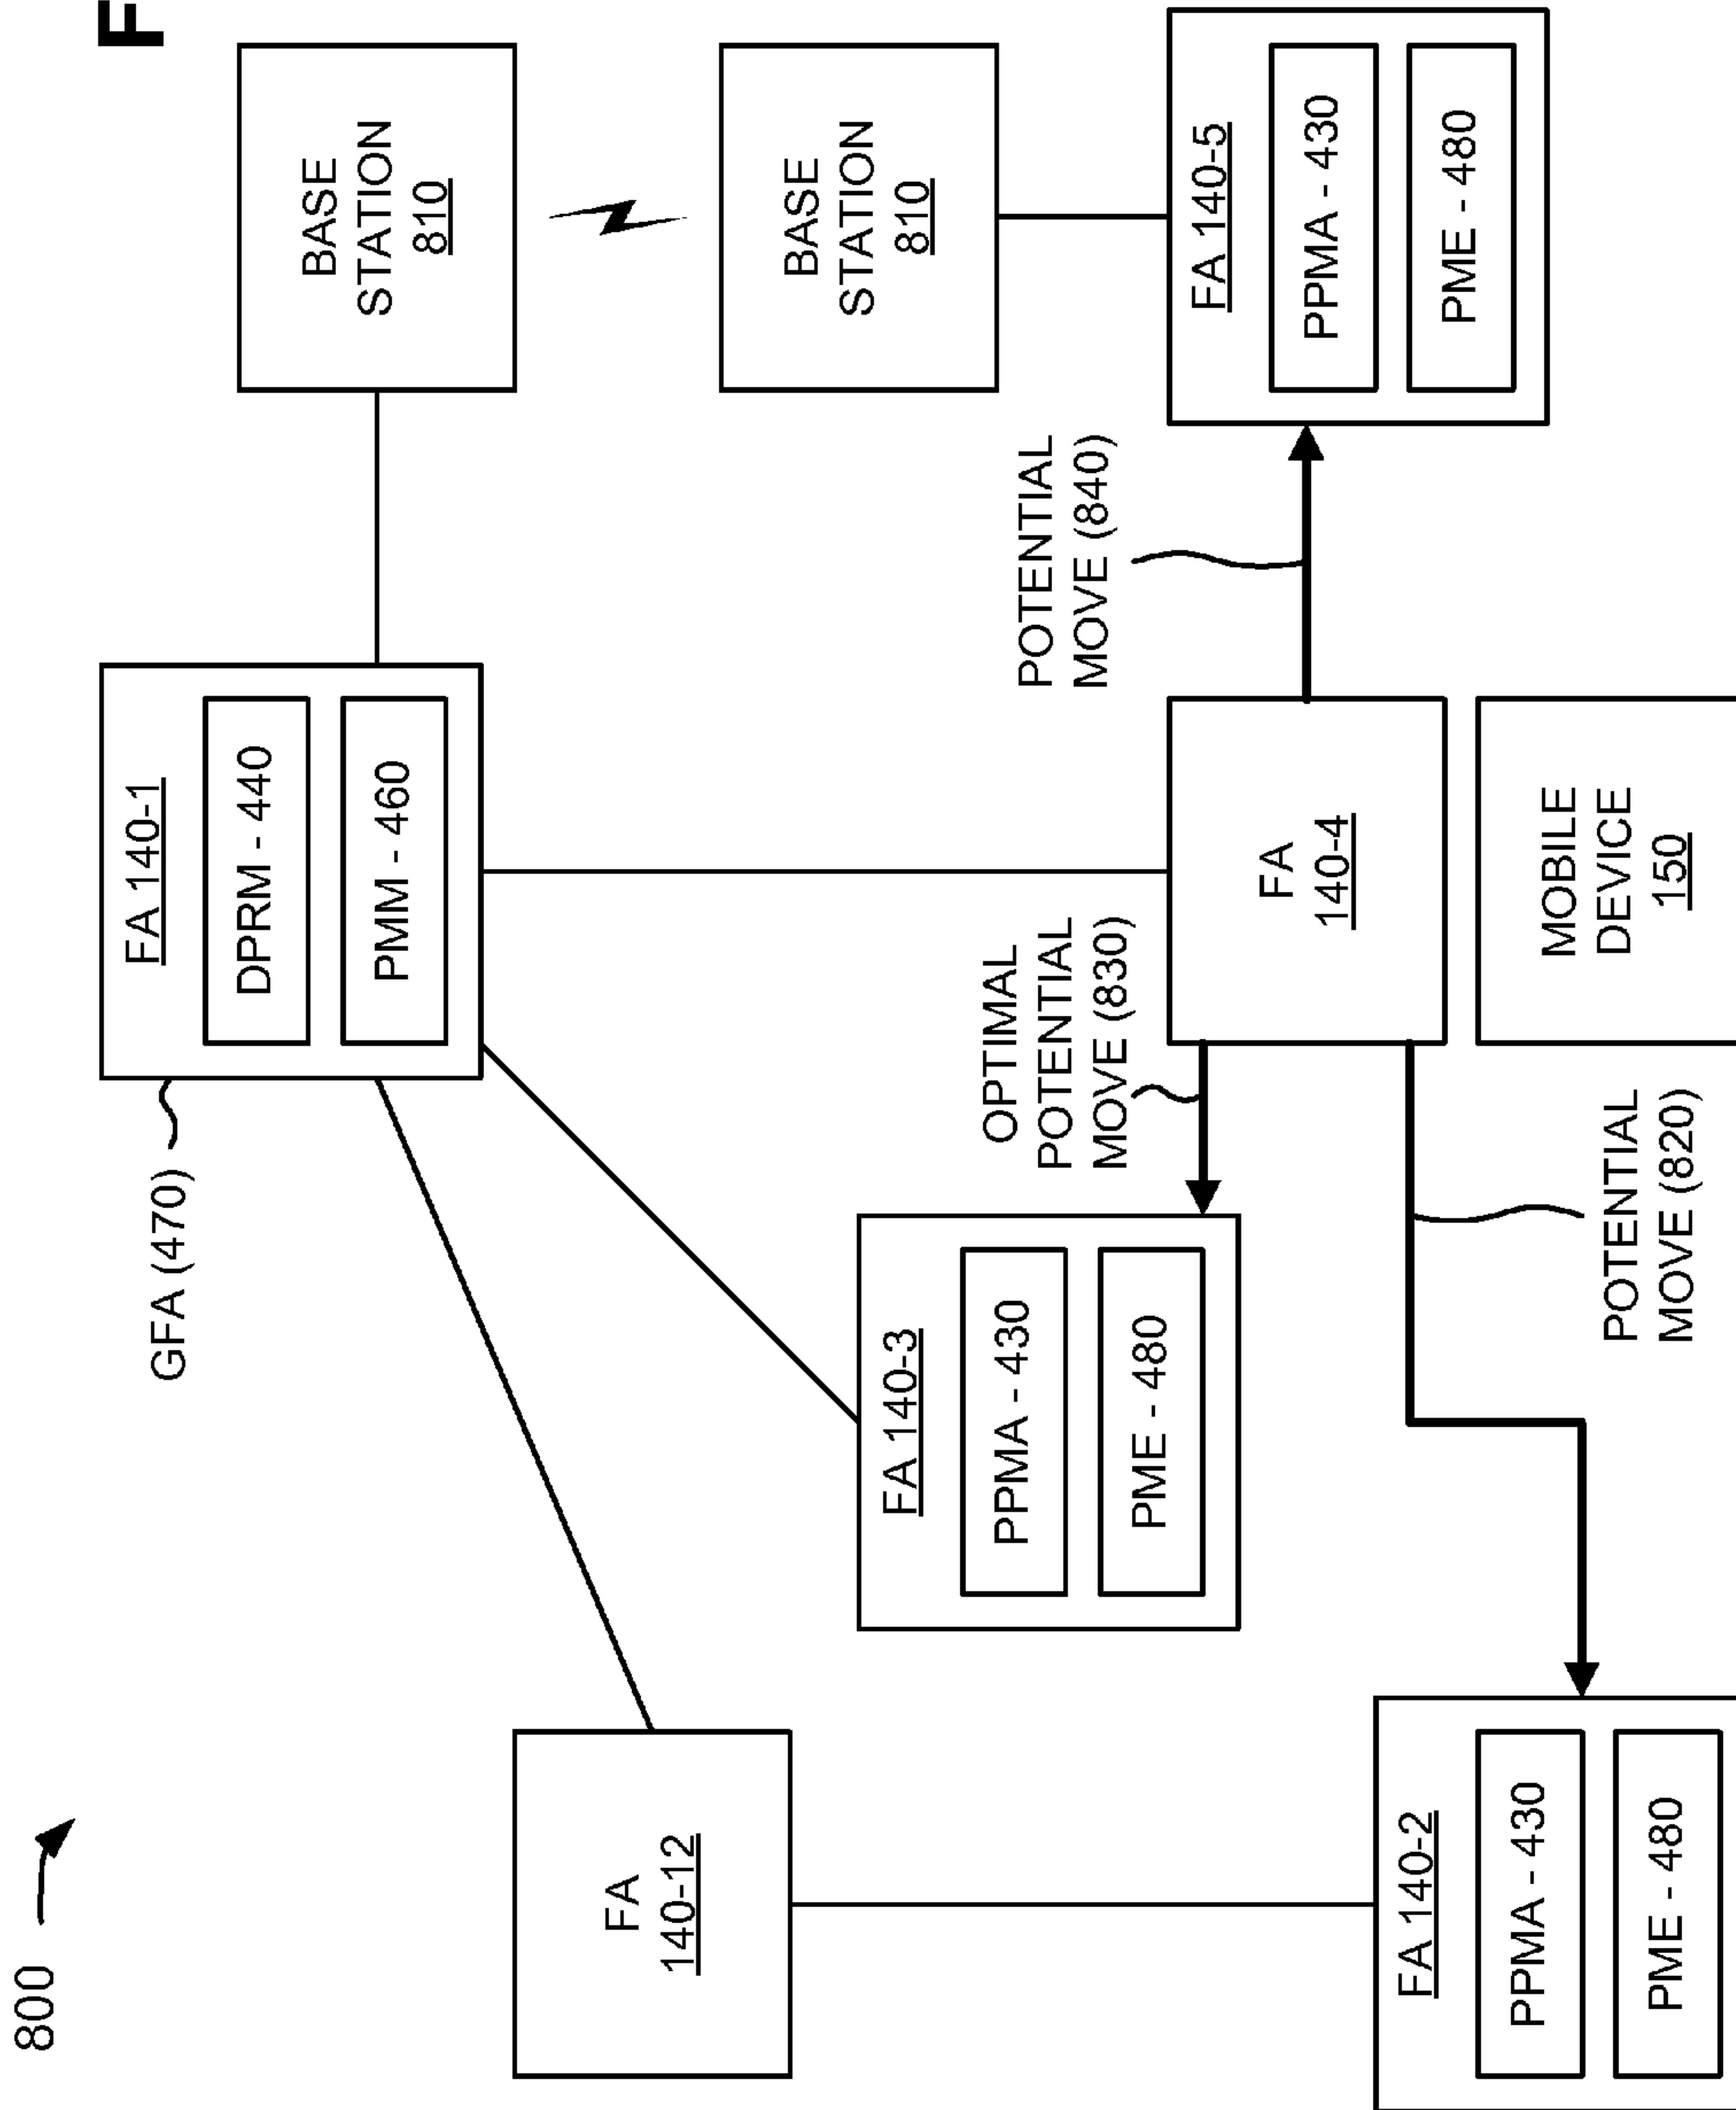 800
F
FA 140-1
DPRM - 440
PMM - 460
GFA (470)
BASE
STATION
810
BASE
STATION
810
FA
140-12
FA 140-3
PPMA - 430
PME - 480
OPTIMAL
POTENTIAL
MOVE (830)
POTENTIAL
MOVE (840)
FA 140-5
PPMA - 430
PME - 480
FA
140-4
MOBILE
DEVICE
150
FA 140-2
PPMA - 430
PME - 480
POTENTIAL
MOVE (820)